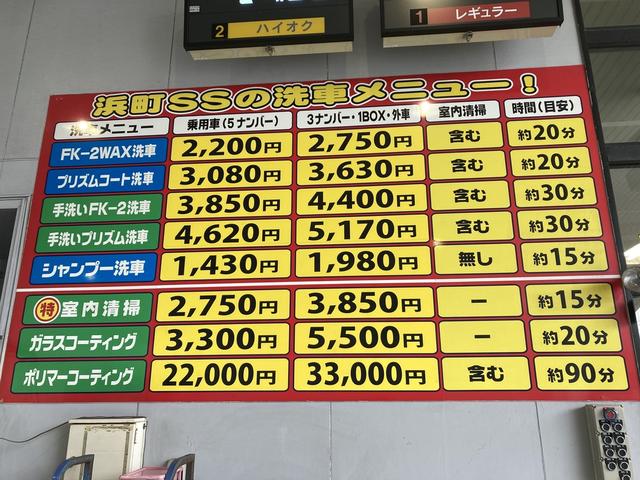 2 ハイオク
1 レギュラー
浜町SSの洗車メニュー!
洗車メニュー 乗用車(5ナンバー) 3ナンバー・1BOX・外車 室内清掃 時間(目安)
FK-2WAX洗車 2,200円 2,750円 含む 約20分
プリズムコート洗車 3,080円 3,630円 含む 約20分
手洗いFK-2洗車 3,850円 4,400円 含む 約30分
手洗いプリズム洗車 4,620円 5,170円 含む 約30分
シャンプー洗車 1,430円 1,980円 無し 約15分
特 室内清掃 2,750円 3,850円 ー 約15分
ガラスコーティング 3,300円 5,500円 ー 約20分
ポリマーコーティング 22,000円 33,000円 含む 約90分